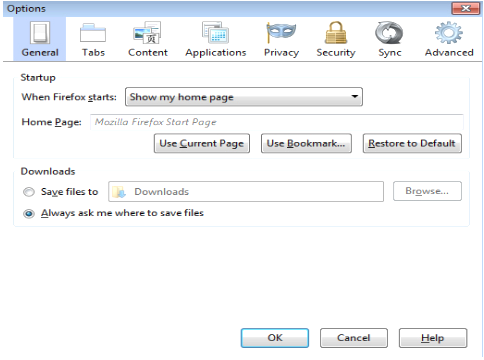 Options
General Tabs Content Applications Privacy Security Sync Advanced
Startup
When Firefox starts: Show my home page
Home Page: Mozilla Firefox Start Page
Use Current Page Use Bookmark... Restore to Default
Downloads
Save files to Downloads Browse...
Always ask me where to save files
OK Cancel Help